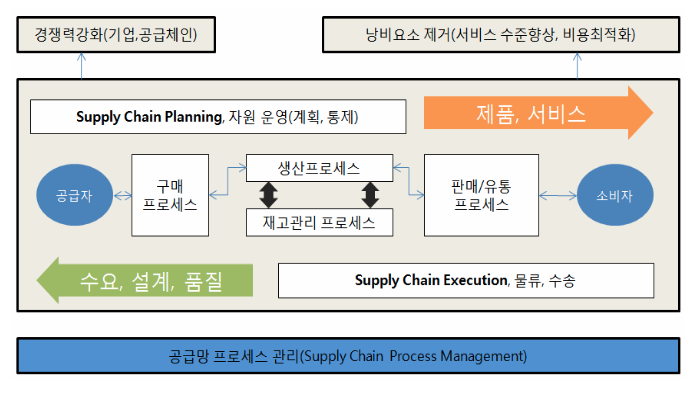 경쟁력강화(기업,공급체인)
낭비요소 제거(서비스 수준향상, 비용최적화)
Supply Chain Planning, 자원 운영(계획, 통제)
제품, 서비스
공급자
구매
프로세스
생산프로세스
재고관리 프로세스
판매/유통
프로세스
소비자
수요, 설계, 품질
Supply Chain Execution, 물류, 수송
공급망 프로세스 관리(Supply Chain Process Management)